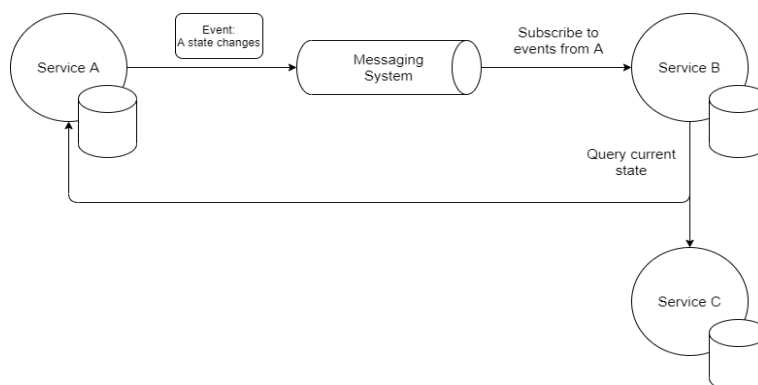 Event:
A state changes
Service A
Messaging
System
Subscribe to
events from A
Service B
Query current
state
Service C